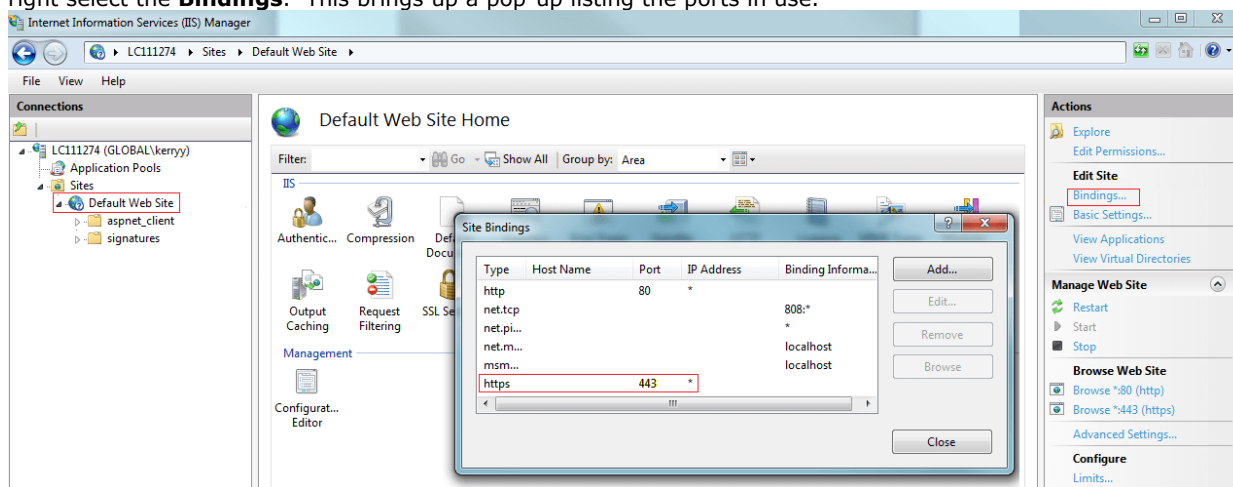 right select the Bindings. This brings up a pop-up listing the ports in use.
Internet Information Services (IIS) Manager
LC111274 Sites Default Web Site
File View Help
Connections
LC111274 (GLOBAL\kerryy)
Application Pools
Sites
Default Web Site
aspnet_client
signatures
Default Web Site Home
Filter: Go Show All Group by: Area
IIS
Authentic... Compression Def
Docu
Output
Caching
Request
Filtering
SSL Se
Management
Configurat...
Editor
Site Bindings
Type Host Name Port IP Address Binding Informa...
http 80 *
net.tcp 808:*
net.pi... *
net.m... localhost
msm... localhost
https 443 *
Add...
Edit...
Remove
Browse
Close
Actions
Explore
Edit Permissions...
Edit Site
Bindings...
Basic Settings...
View Applications
View Virtual Directories
Manage Web Site
Restart
Start
Stop
Browse Web Site
Browse *:80 (http)
Browse *:443 (https)
Advanced Settings...
Configure
Limits...